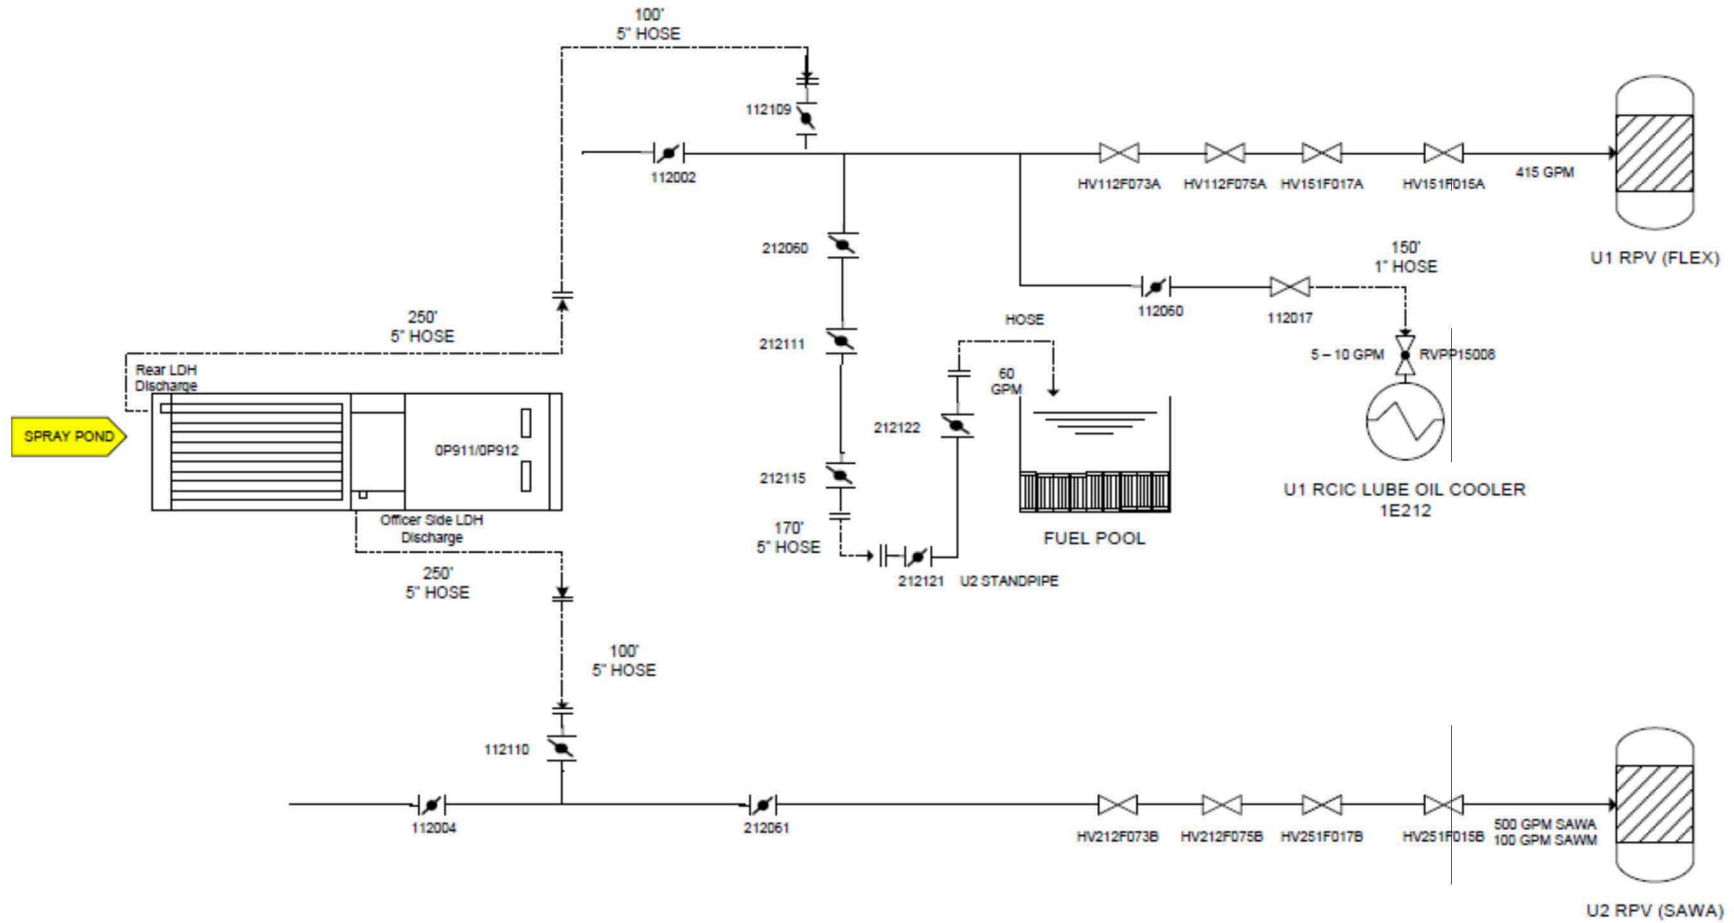 100'
5" HOSE
112109
112002
HV112F073A
HV112F075A
HV151F017A
HV151F015A
415 GPM
U1 RPV (FLEX)
212060
150'
1" HOSE
112060
112017
250'
5" HOSE
HOSE
212111
5 – 10 GPM
RVPP15008
Rear LDH
Discharge
60
GPM
SPRAY POND
0P911/0P912
212122
212115
U1 RCIC LUBE OIL COOLER
1E212
Officer Side LDH
Discharge
170'
5" HOSE
FUEL POOL
212121
U2 STANDPIPE
250'
5" HOSE
100'
5" HOSE
112110
112004
212061
HV212F073B
HV212F075B
HV251F017B
HV251F015B
500 GPM SAWA
100 GPM SAWM
U2 RPV (SAWA)